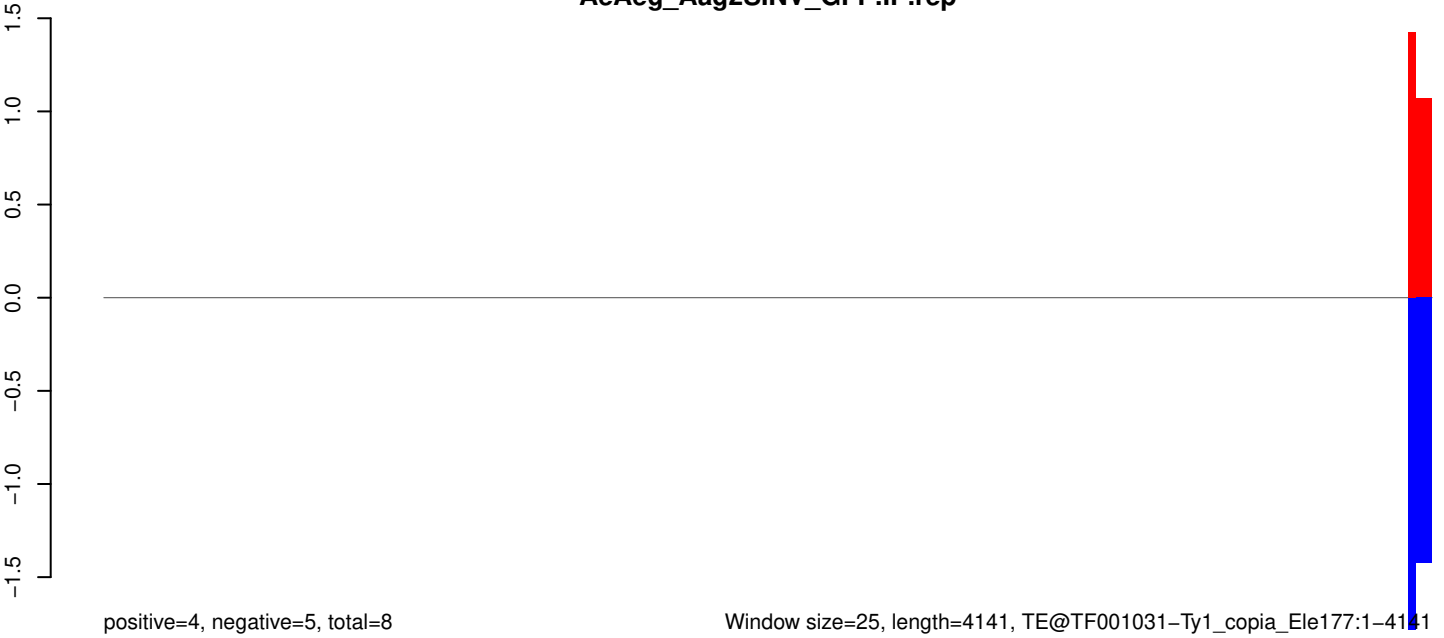 AeAeg_Aag2SINV_GFP.IP.rep
1.5
1.0
0.5
0.0
−0.5
−1.0
−1.5
positive=4, negative=5, total=8
Window size=25, length=4141, TE@TF001031−Ty1_copia_Ele177:1−4141